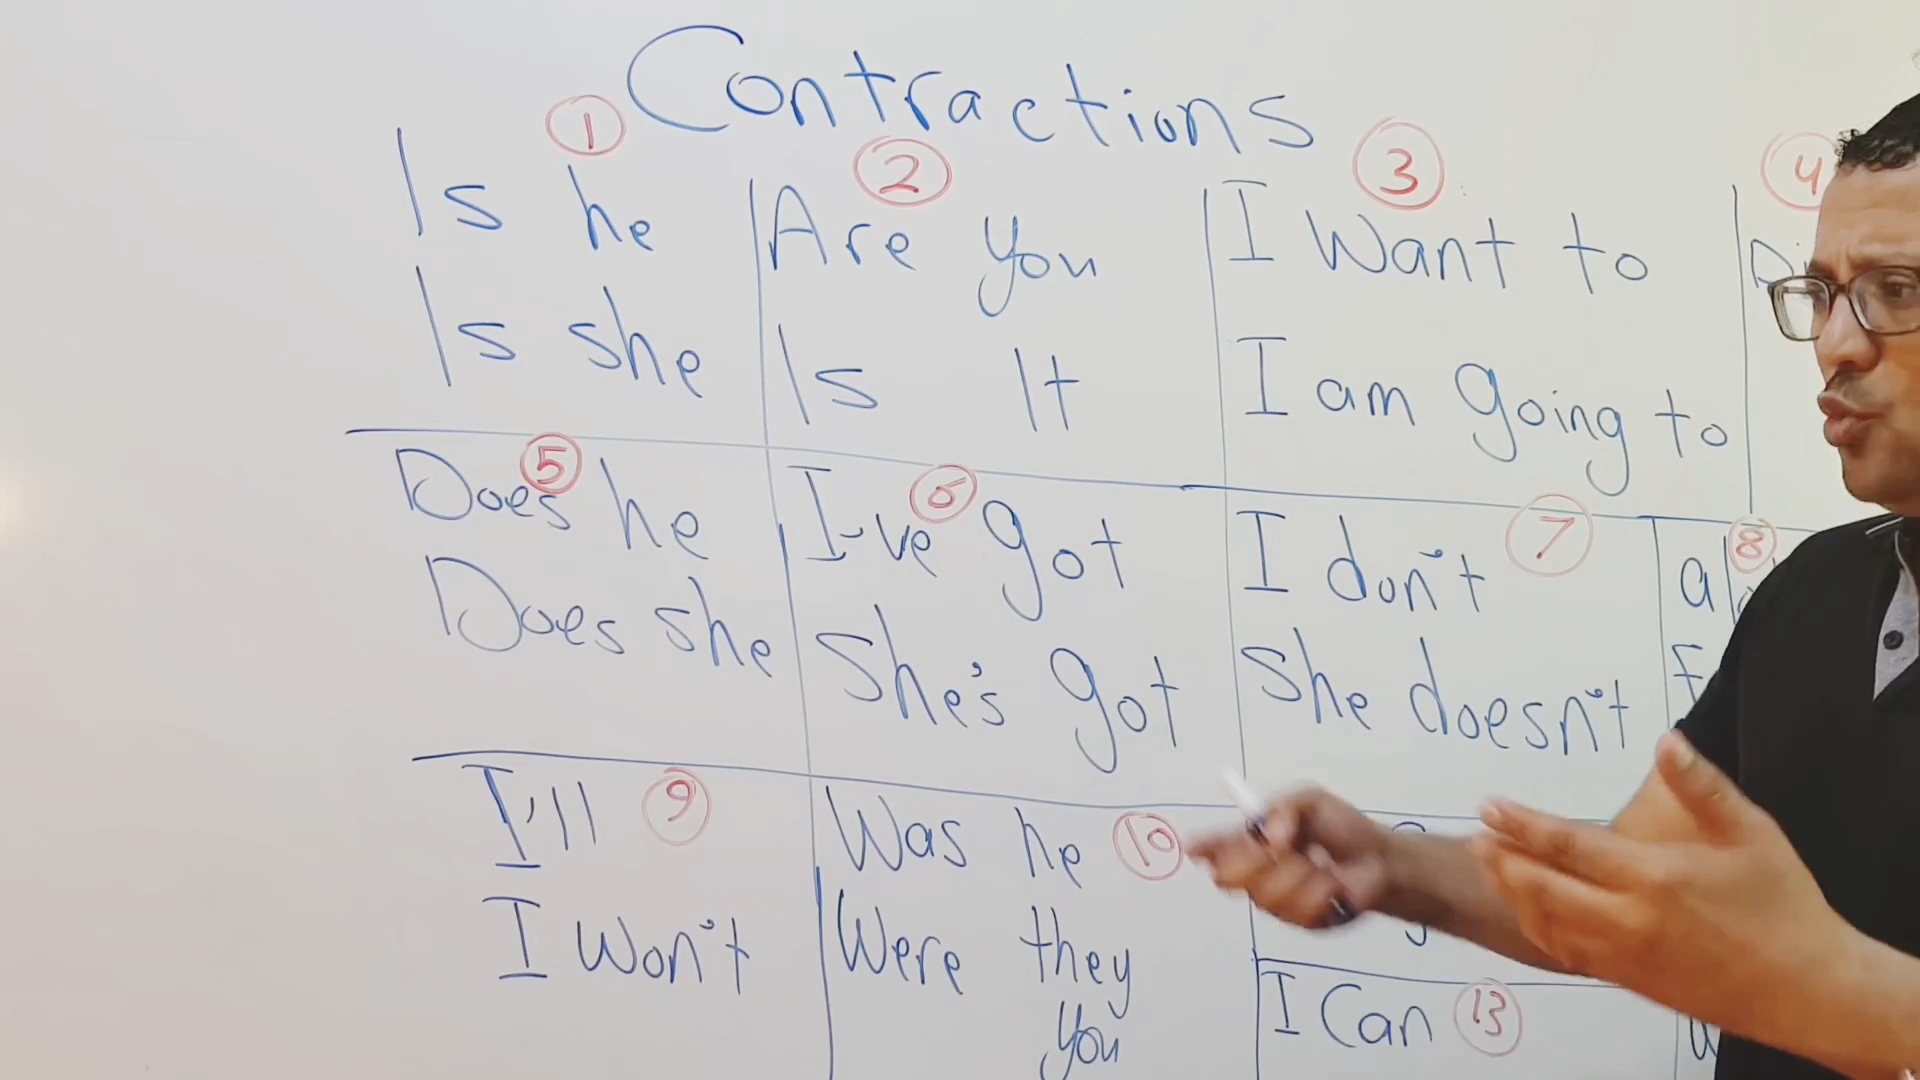 Contractions
1
Is he
Is she
2
Are you
Is It
3
I want to
I am going to
4
5
Does he
Does she
6
I've got
She's got
7
I don't
She doesn't
8
9
I'll
I won't
10
Was he
Were they
you
13
I Can